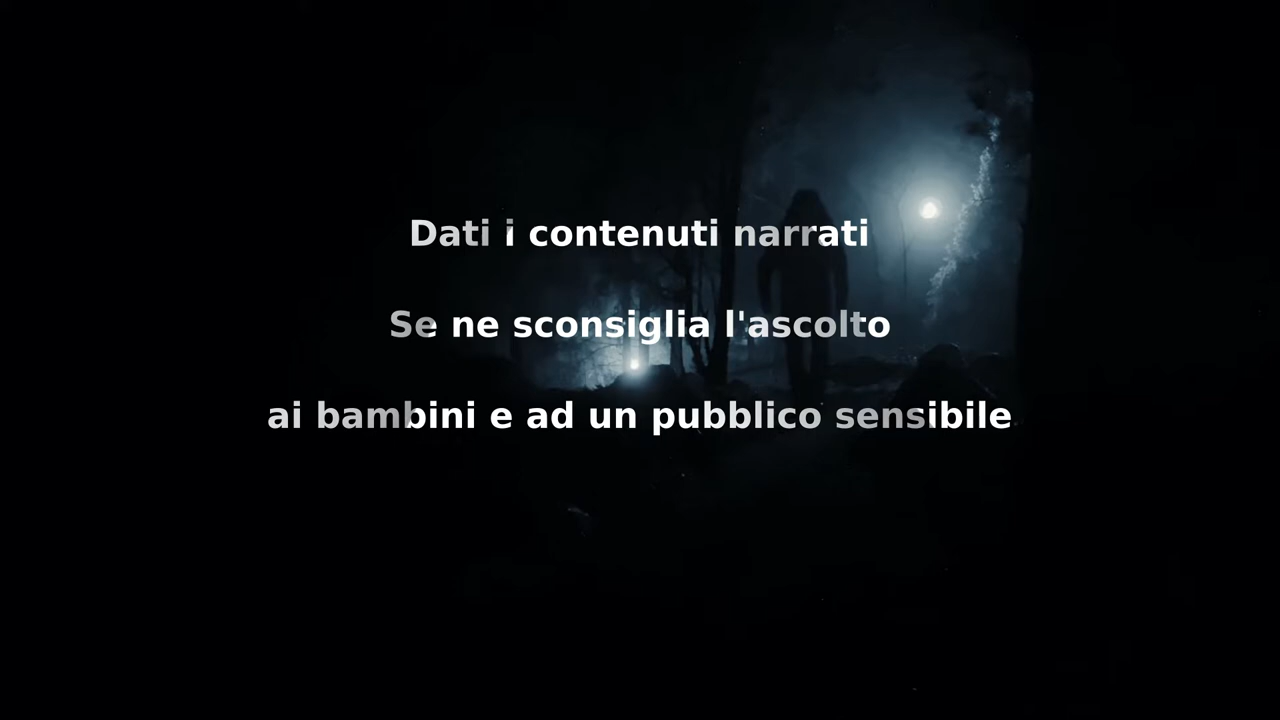 Dati i contenuti narrati
Se ne sconsiglia l'ascolto
ai bambini e ad un pubblico sensibile